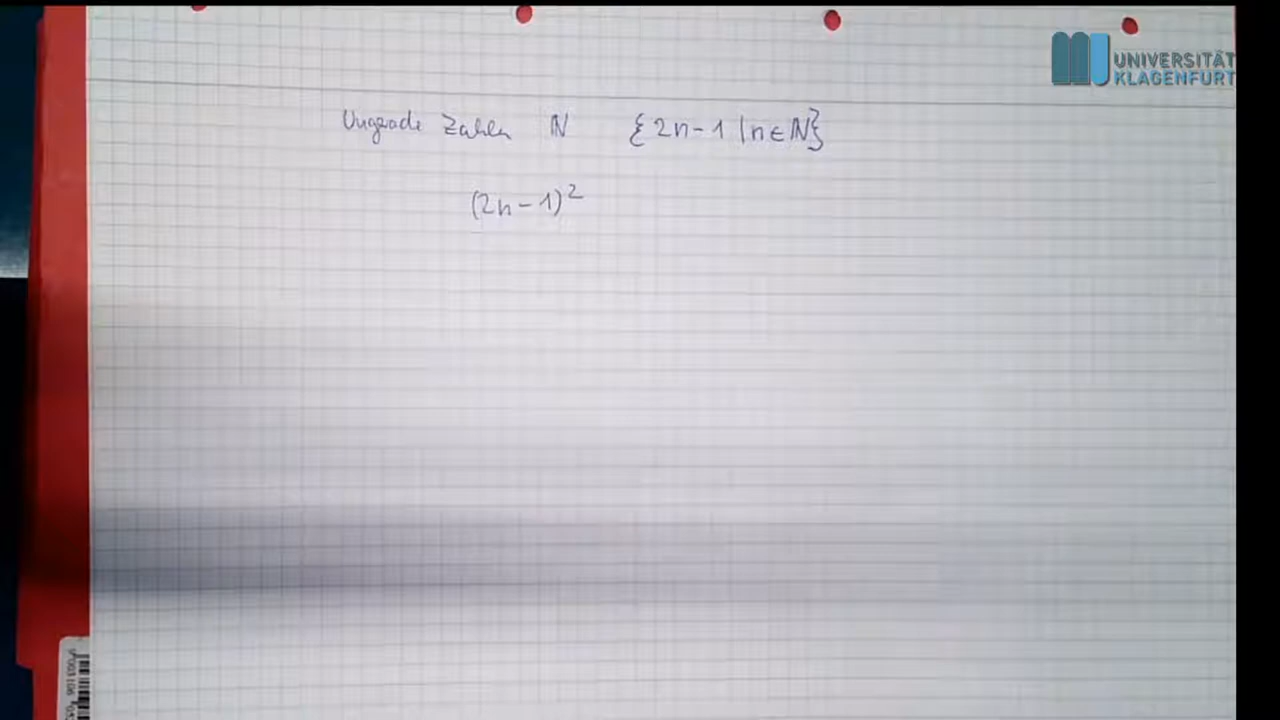 UNIVERSITÄT
KLAGENFURT
Ungerade Zahlen ℕ {2n-1 | n∈ℕ}
(2n-1)²